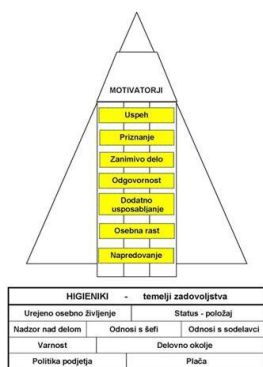 MOTIVATORJI
Uspeh
Priznanje
Zanimivo delo
Odgovornost
Dodatno
usposabljanje
Osebna rast
Napredovanje
HIGIENIKI - temelji zadovoljstva
Urejeno osebno življenje Status - položaj
Nadzor nad delom Odnosi s šefi Odnosi s sodelavci
Varnost Delovno okolje
Politika podjetja Plača